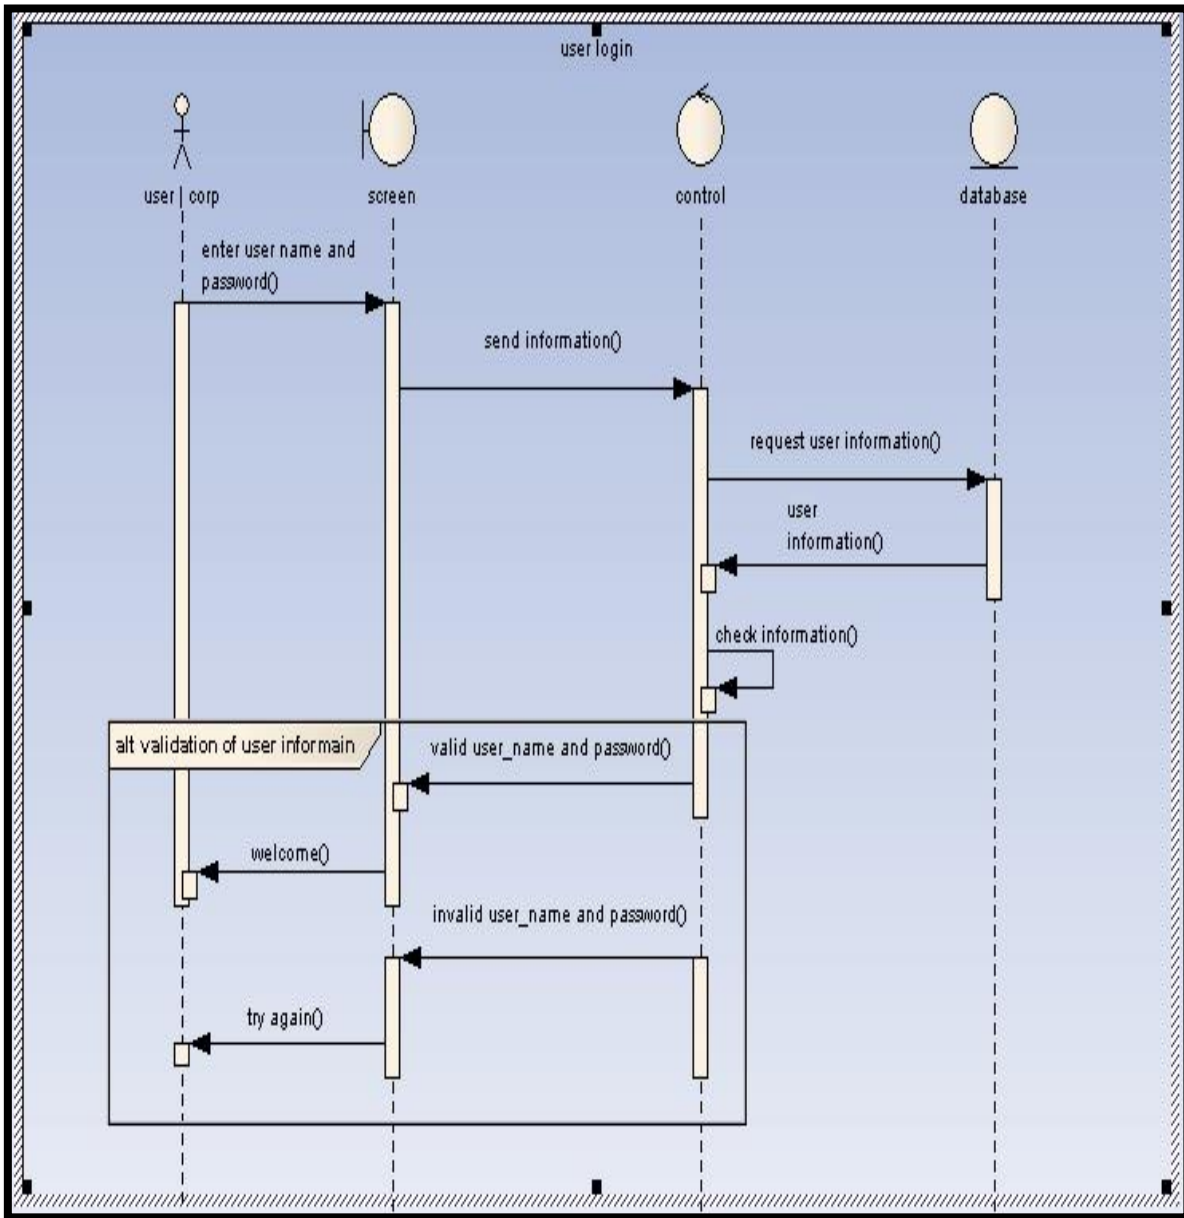 user login
user | corp
screen
control
database
enter user name and
password()
send information()
request user information()
user
information()
check information()
alt validation of user informain
valid user_name and password()
welcome()
invalid user_name and password()
try again()